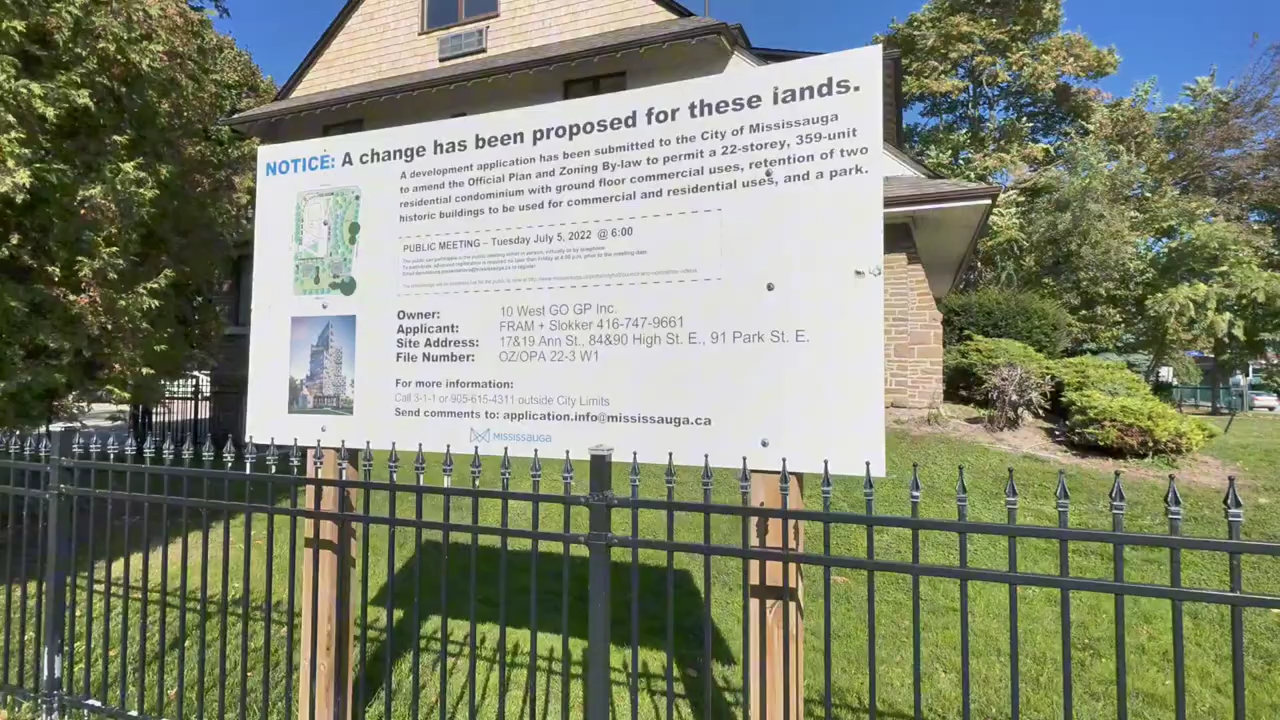 NOTICE: A change has been proposed for these lands.
A development application has been submitted to the City of Mississauga
to amend the Official Plan and Zoning By-law to permit a 22-storey, 359-unit
residential condominium with ground floor commercial uses, retention of two
historic buildings to be used for commercial and residential uses, and a park.
PUBLIC MEETING – Tuesday July 5, 2022 @ 6:00
Owner: 10 West GO GP Inc.
Applicant: FRAM + Slokker 416-747-9661
Site Address: 17&19 Ann St., 84&90 High St. E., 91 Park St. E.
File Number: OZ/OPA 22-3 W1
For more information:
Call 3-1-1 or 905-615-4311 outside City Limits
Send comments to: application.info@mississauga.ca
MISSISSAUGA